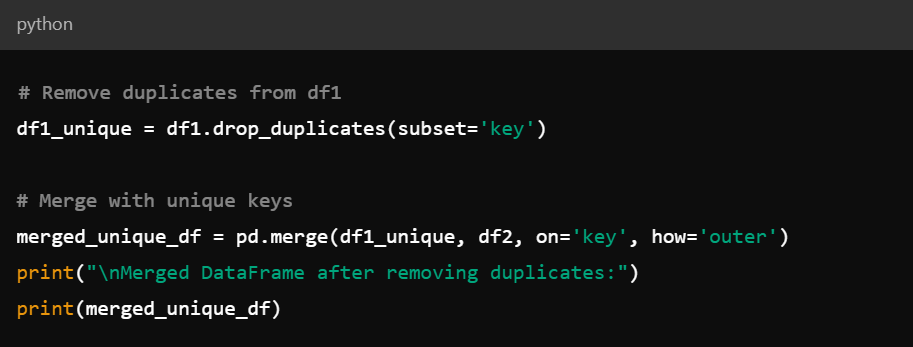 python
# Remove duplicates from df1
df1_unique = df1.drop_duplicates(subset='key')
# Merge with unique keys
merged_unique_df = pd.merge(df1_unique, df2, on='key', how='outer')
print("\nMerged DataFrame after removing duplicates:")
print(merged_unique_df)